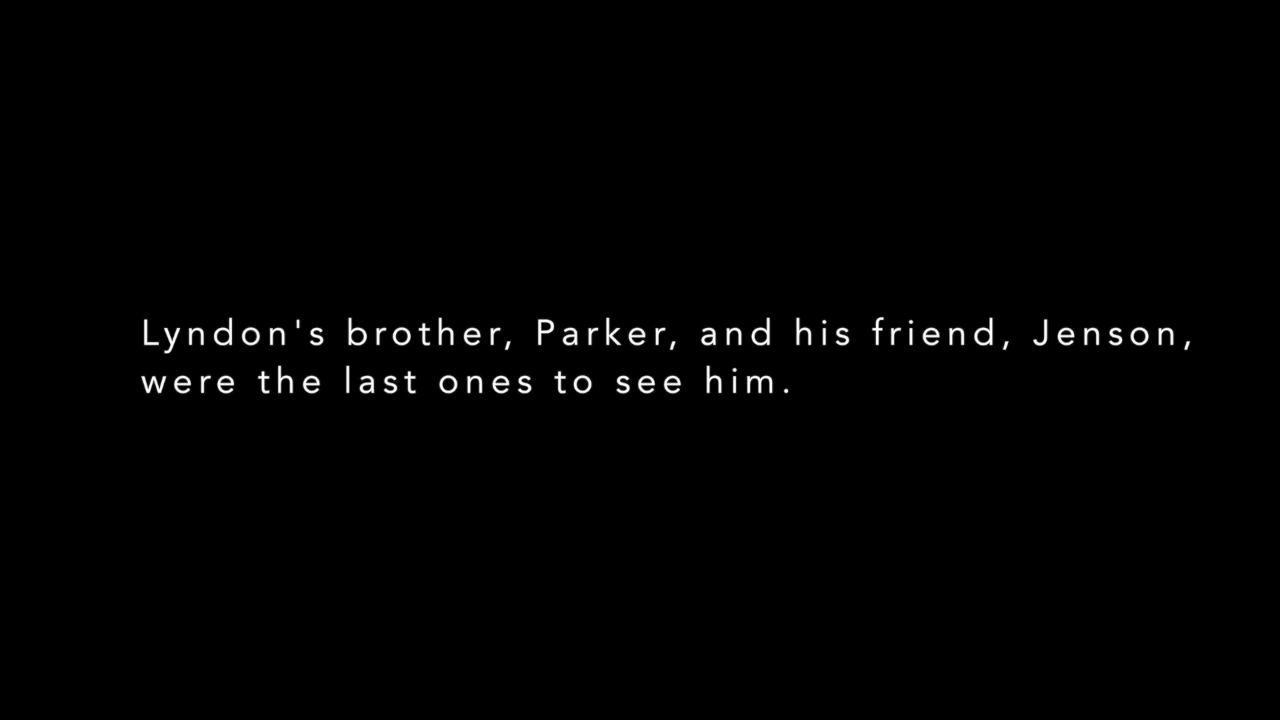 Lyndon's brother, Parker, and his friend, Jenson,
were the last ones to see him.